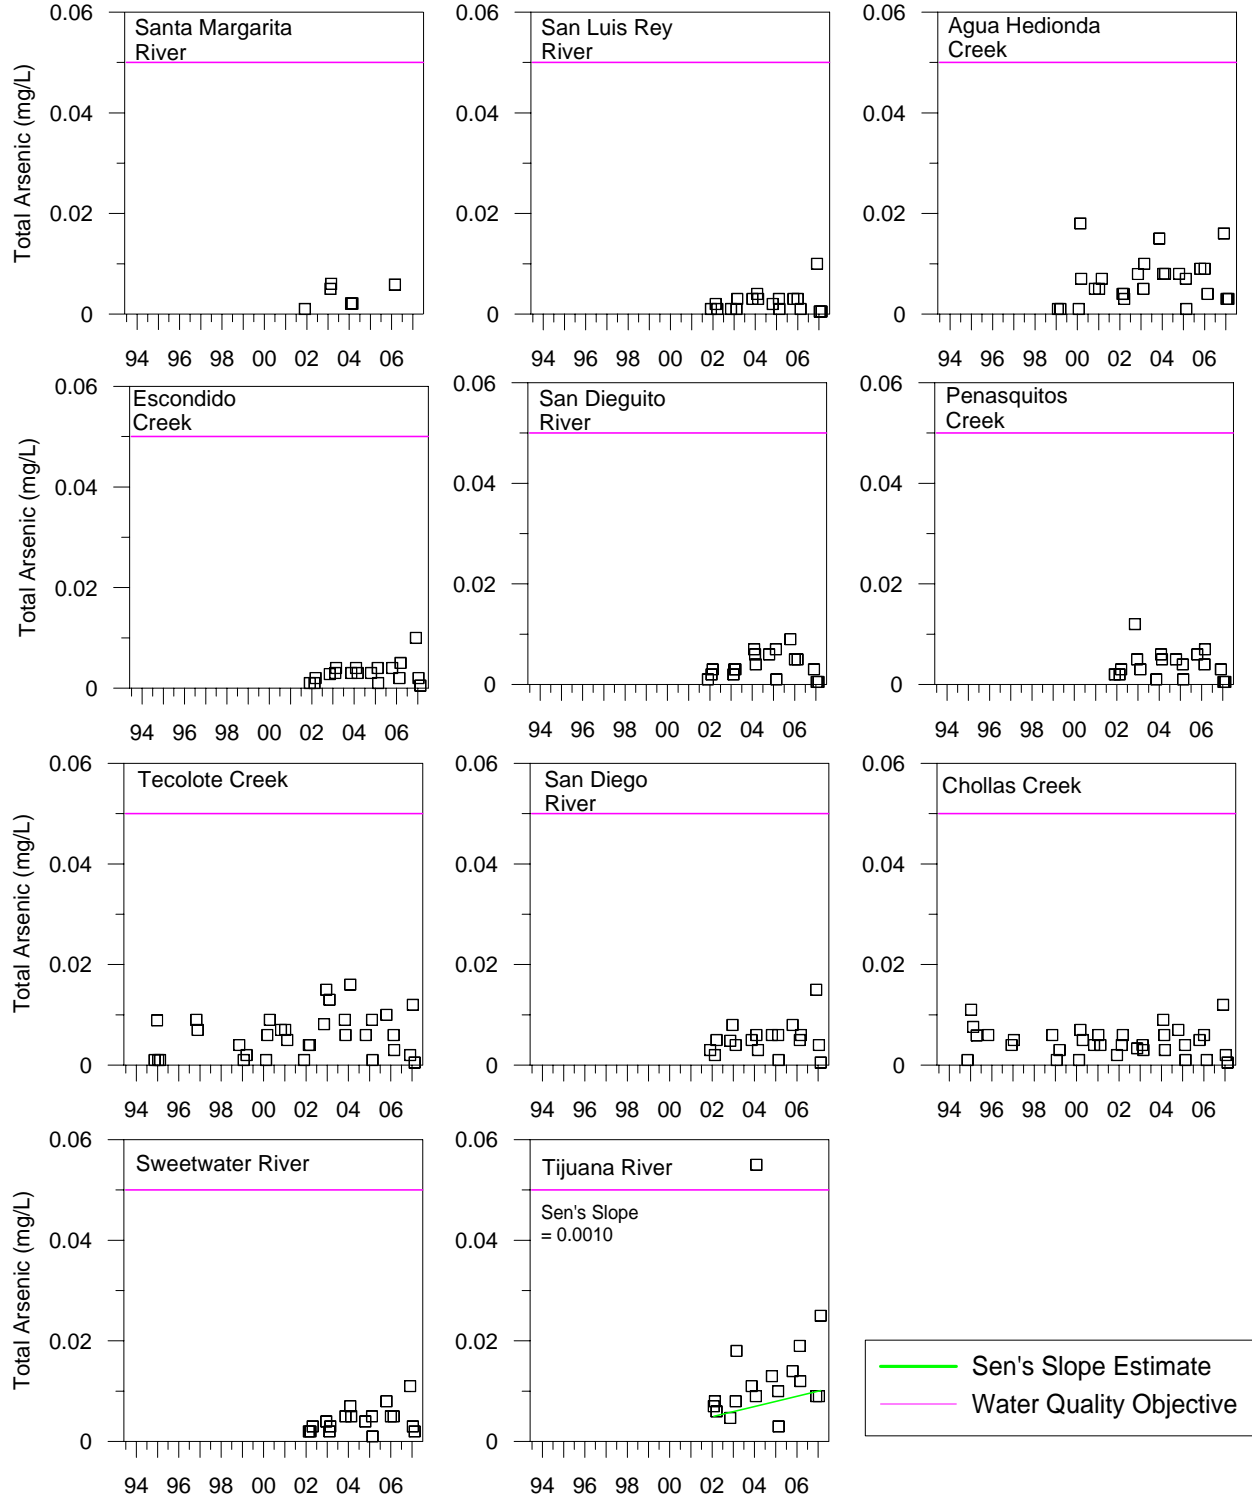 Santa Margarita
River
San Luis Rey
River
Agua Hedionda
Creek
Total Arsenic (mg/L)
0.06
0.04
0.02
0
94 96 98 00 02 04 06
0.06
0.04
0.02
0
94 96 98 00 02 04 06
0.06
0.04
0.02
0
94 96 98 00 02 04 06
Escondido
Creek
San Dieguito
River
Penasquitos
Creek
Total Arsenic (mg/L)
0.06
0.04
0.02
0
94 96 98 00 02 04 06
0.06
0.04
0.02
0
94 96 98 00 02 04 06
0.06
0.04
0.02
0
94 96 98 00 02 04 06
Tecolote Creek
San Diego
River
Chollas Creek
Total Arsenic (mg/L)
0.06
0.04
0.02
0
94 96 98 00 02 04 06
0.06
0.04
0.02
0
94 96 98 00 02 04 06
0.06
0.04
0.02
0
94 96 98 00 02 04 06
Sweetwater River
Tijuana River
Sen's Slope
= 0.0010
Total Arsenic (mg/L)
0.06
0.04
0.02
0
94 96 98 00 02 04 06
0.06
0.04
0.02
0
94 96 98 00 02 04 06
Sen's Slope Estimate
Water Quality Objective